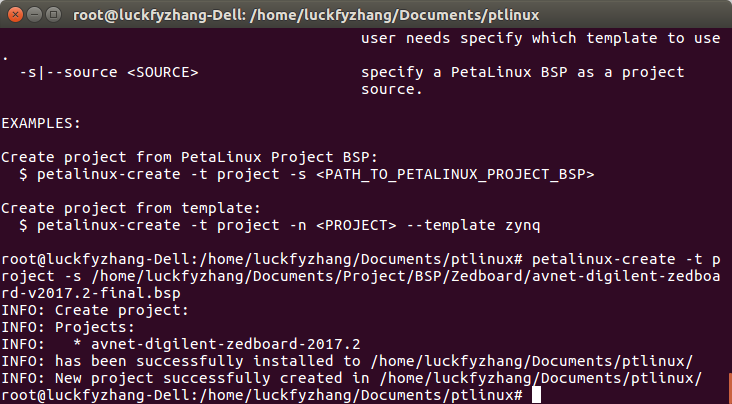 root@luckfyzhang-Dell: /home/luckfyzhang/Documents/ptlinux
user needs specify which template to use
.
-s|--source <SOURCE> specify a PetaLinux BSP as a project
source.
EXAMPLES:
Create project from PetaLinux Project BSP:
$ petalinux-create -t project -s <PATH_TO_PETALINUX_PROJECT_BSP>
Create project from template:
$ petalinux-create -t project -n <PROJECT> --template zynq
root@luckfyzhang-Dell:/home/luckfyzhang/Documents/ptlinux# petalinux-create -t p
roject -s /home/luckfyzhang/Documents/Project/BSP/Zedboard/avnet-digilent-zedboa
rd-v2017.2-final.bsp
INFO: Create project:
INFO: Projects:
INFO:   * avnet-digilent-zedboard-2017.2
INFO: has been successfully installed to /home/luckfyzhang/Documents/ptlinux/
INFO: New project successfully created in /home/luckfyzhang/Documents/ptlinux/
root@luckfyzhang-Dell:/home/luckfyzhang/Documents/ptlinux#